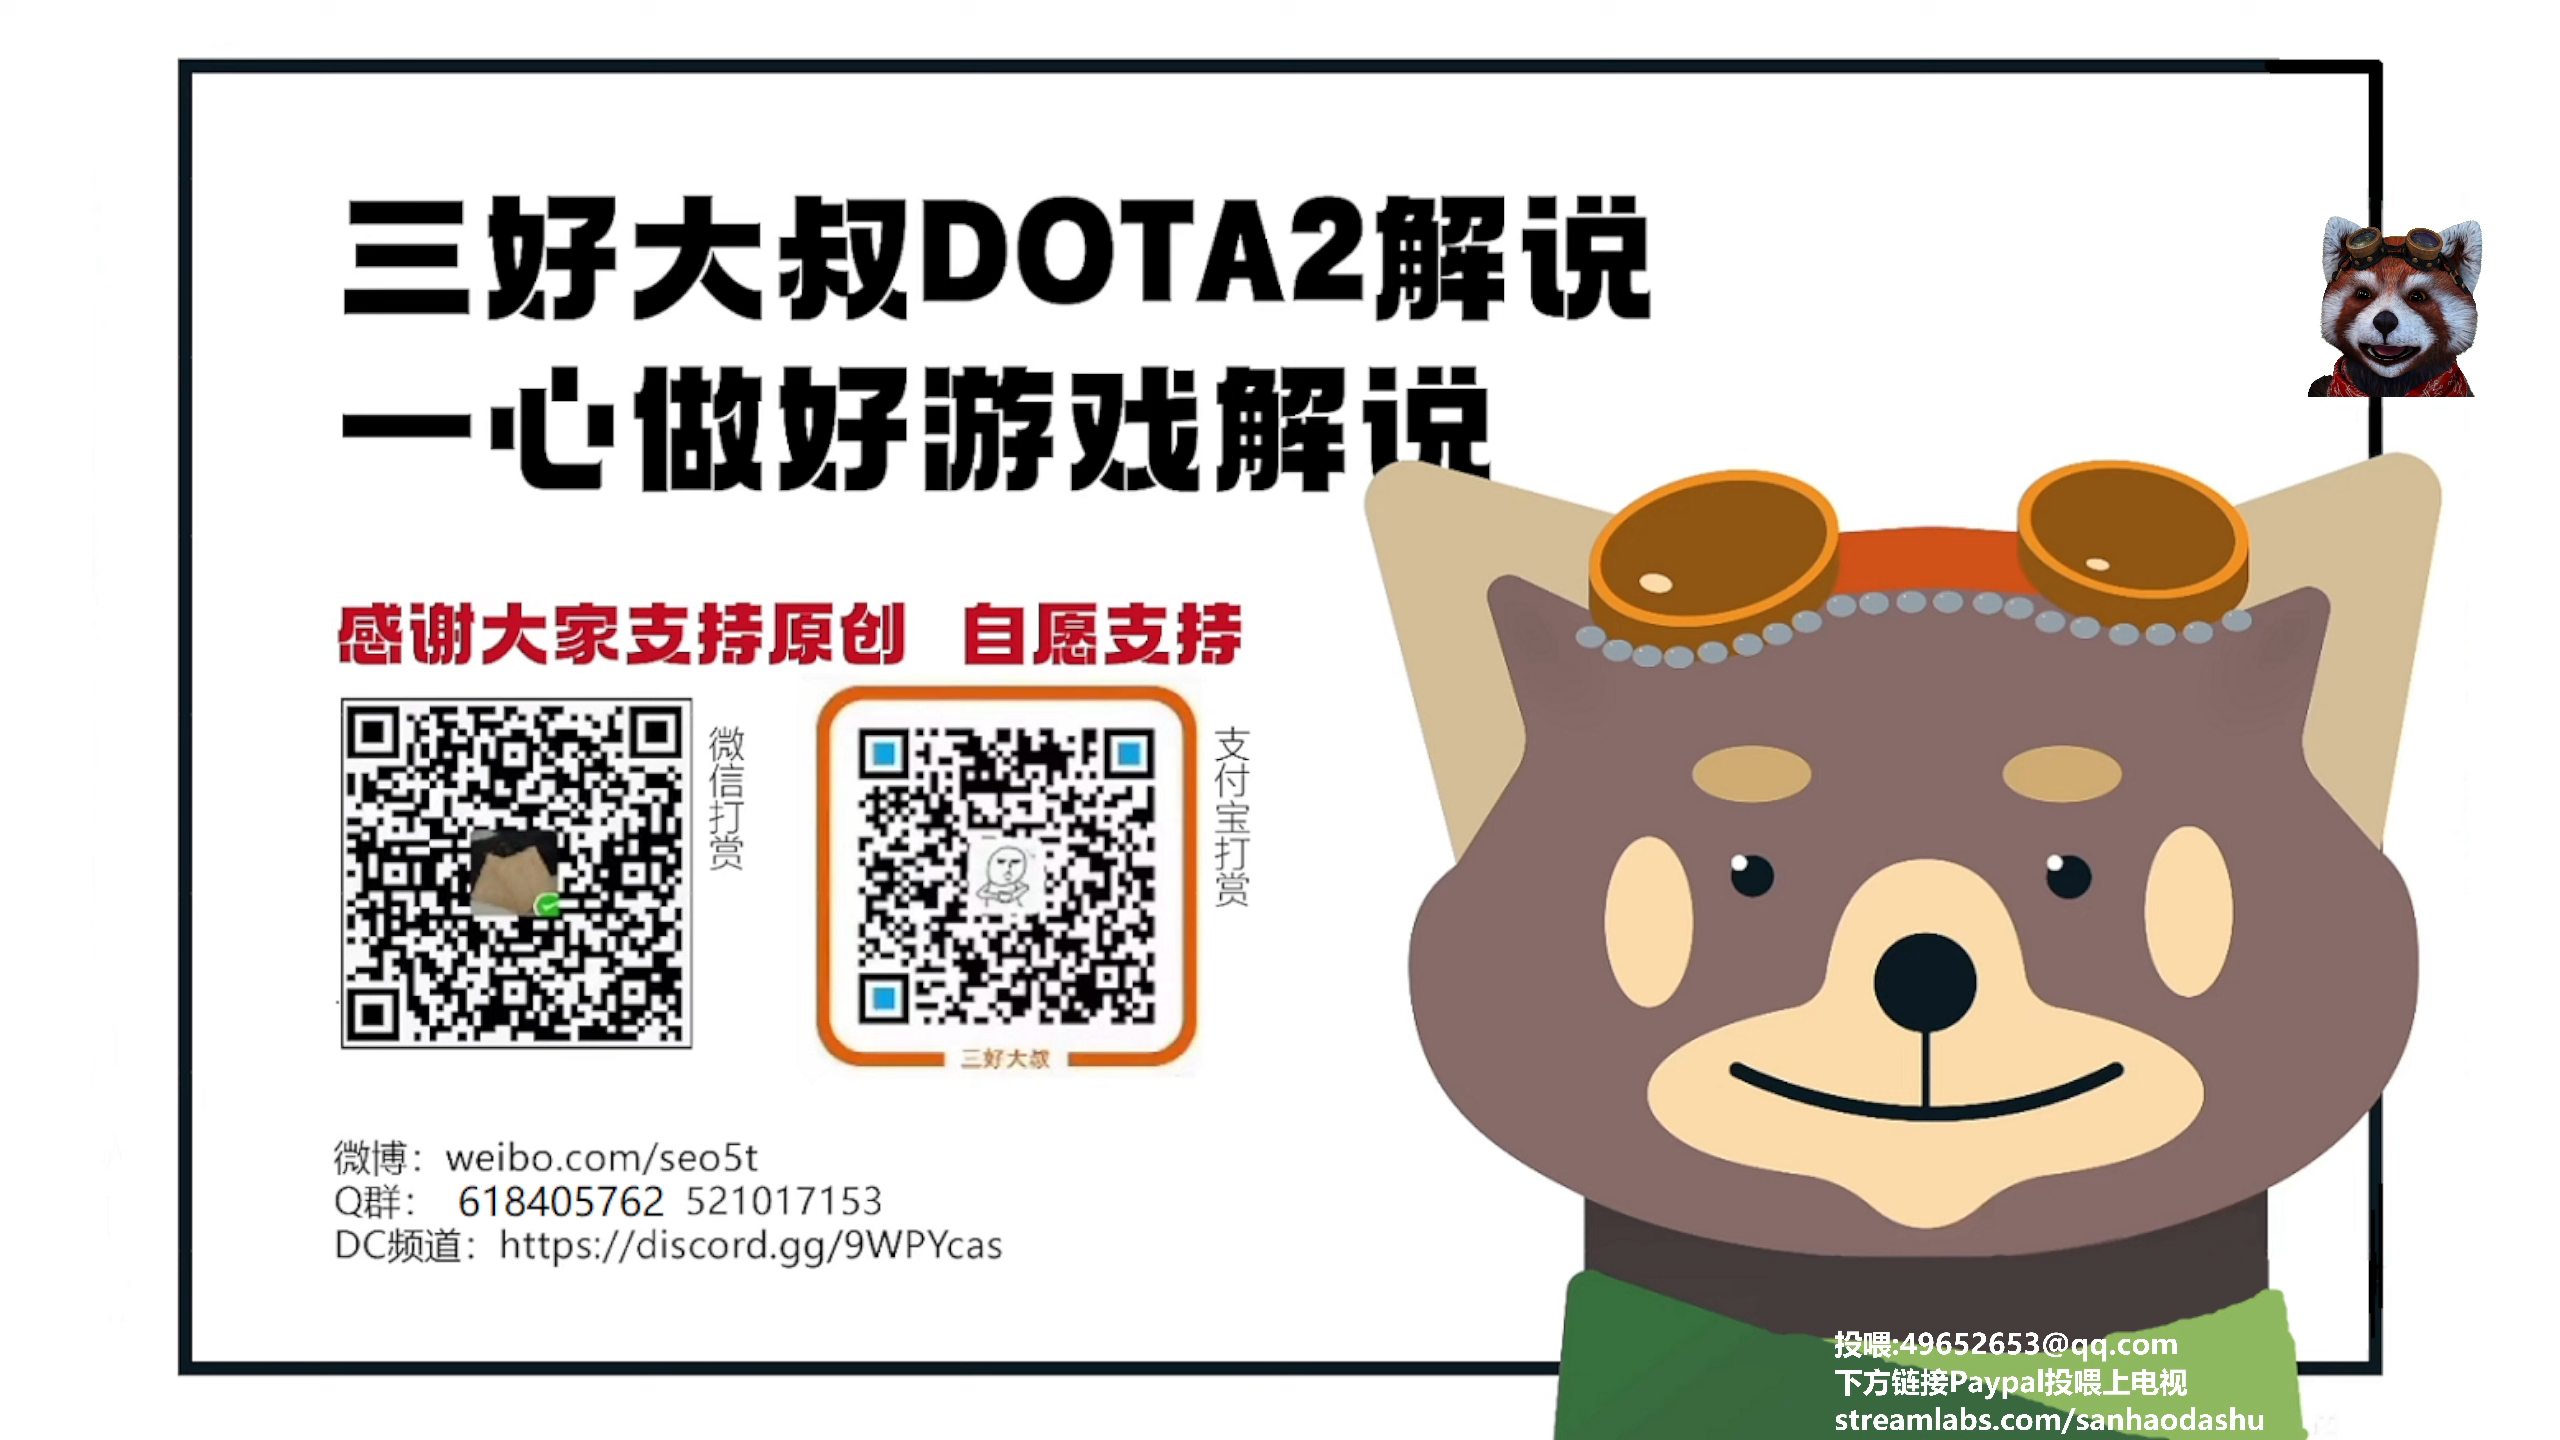 三好大叔DOTA2解说
一心做好游戏解说
感谢大家支持原创 自愿支持
微信打赏
支付宝打赏
三好大叔
微博：weibo.com/seo5t
Q群： 618405762 521017153
DC频道：https://discord.gg/9WPYcas
投喂:49652653@qq.com
下方链接Paypal投喂上电视
streamlabs.com/sanhaodashu